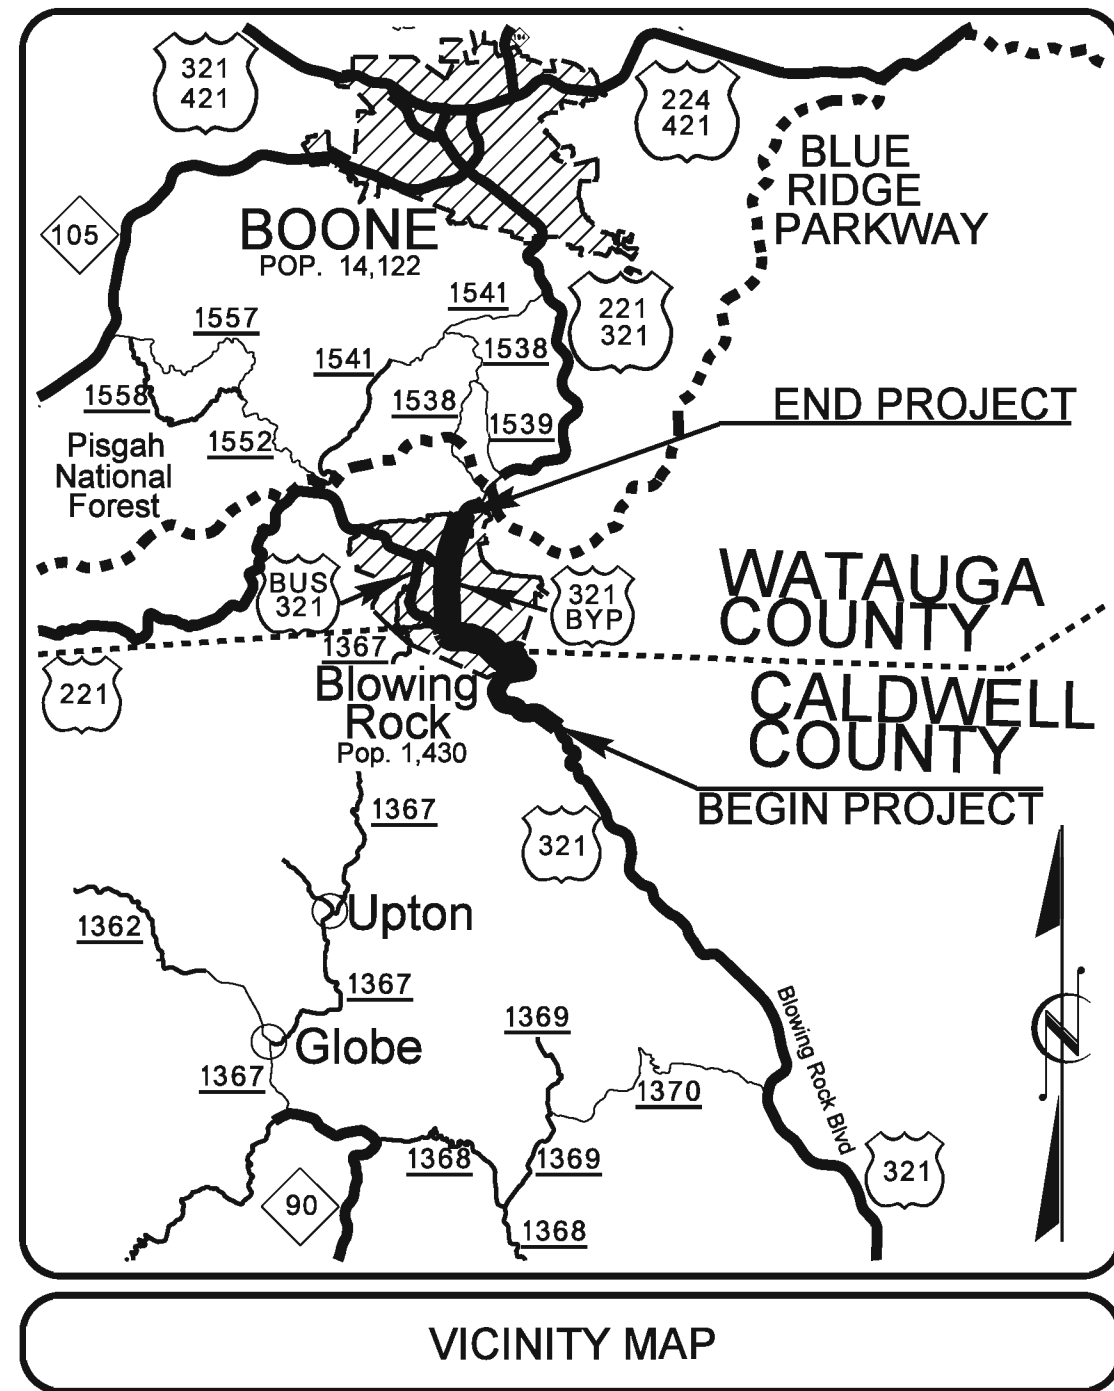 321
421
194
224
421
BLUE
RIDGE
PARKWAY
105
BOONE
POP. 14,122
1541
221
321
1557
1541
1538
1558
1538
END PROJECT
1539
1552
Pisgah
National
Forest
BUS
321
321
BYP
WATAUGA
COUNTY
1367
221
Blowing
Rock
Pop. 1,430
CALDWELL
COUNTY
BEGIN PROJECT
1367
321
Upton
1362
1367
Blowing Rock Blvd
N
1369
Globe
1367
1370
1368
1369
321
90
1368
VICINITY MAP